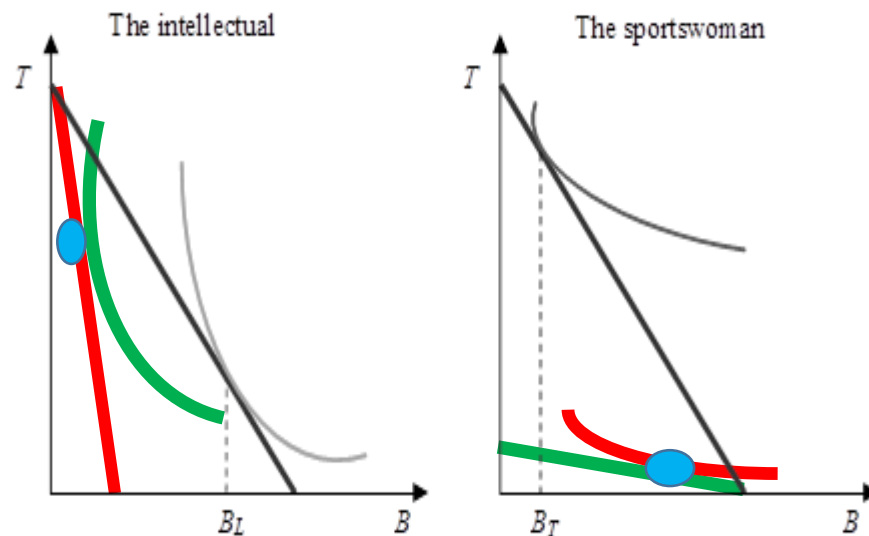 The intellectual
The sportswoman
T
T
B_L
B
B_T
B